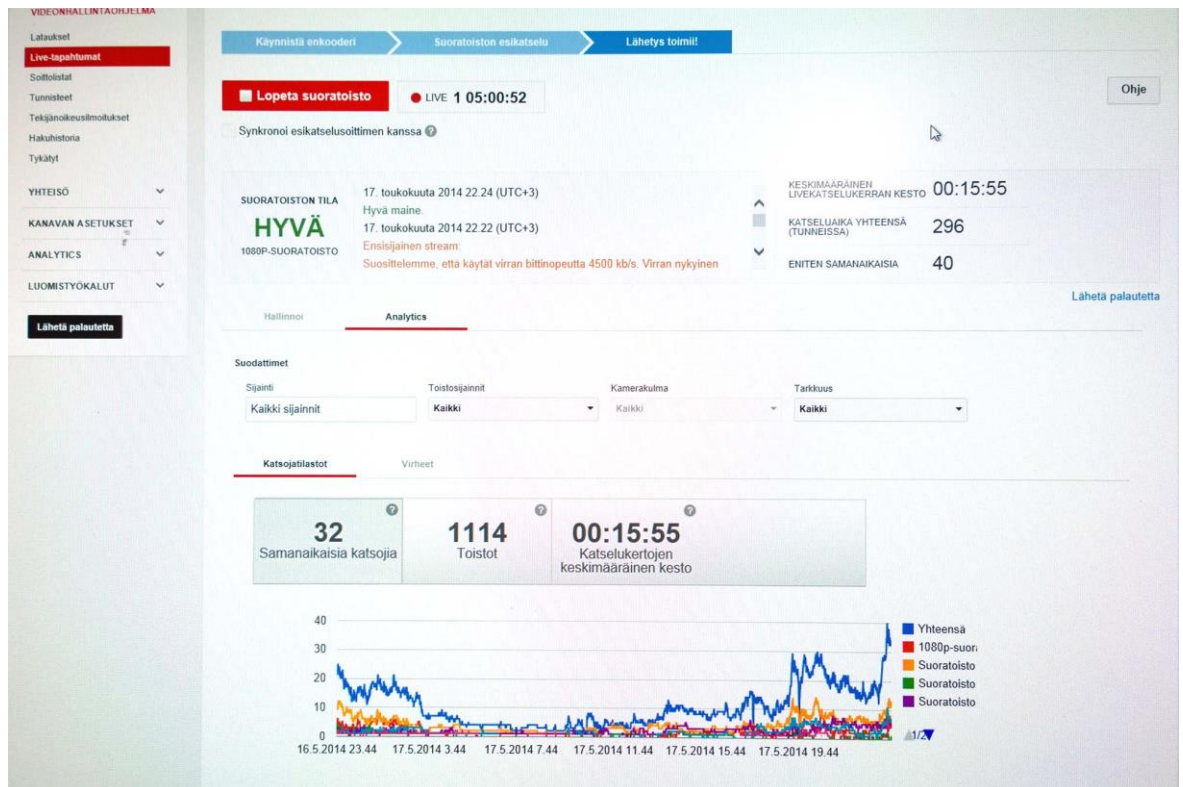 VIDEONHALLINTAOHJELMA
Lataukset
Live-tapahtumat
Soittolistat
Tunnisteet
Tekijänoikeusilmoitukset
Hakuhistoria
Tykätyt
YHTEISÖ
KANAVAN ASETUKSET
ANALYTICS
LUOMISTYÖKALUT
Lähetä palautetta
Käynnistä enkooderi
Suoratoiston esikatselu
Lähetys toimii!
Lopeta suoratoisto
LIVE 1 05:00:52
Ohje
Synkronoi esikatselusoittimen kanssa ?
SUORATOISTON TILA
HYVÄ
1080P-SUORATOISTO
17. toukokuuta 2014 22.24 (UTC+3)
Hyvä maine.
17. toukokuuta 2014 22.22 (UTC+3)
Ensisijainen stream:
Suosittelemme, että käytät virran bittinopeutta 4500 kb/s. Virran nykyinen
KESKIMÄÄRÄINEN
LIVEKATSELUKERRAN KESTO 00:15:55
KATSELUAIKA YHTEENSÄ
(TUNNEISSA) 296
ENITEN SAMANAIKAISIA 40
Lähetä palautetta
Hallinnoi
Analytics
Suodattimet
Sijainti
Kaikki sijainnit
Toistosijainnit
Kaikki
Kamerakulma
Kaikki
Tarkkuus
Kaikki
Katsojatilastot
Virheet
?
32
Samanaikaisia katsojia
?
1114
Toistot
?
00:15:55
Katselukertojen
keskimääräinen kesto
40
30
20
10
0
16.5.2014 23.44
17.5.2014 3.44
17.5.2014 7.44
17.5.2014 11.44
17.5.2014 15.44
17.5.2014 19.44
Yhteensä
1080p-suor
Suoratoisto
Suoratoisto
Suoratoisto
1/2